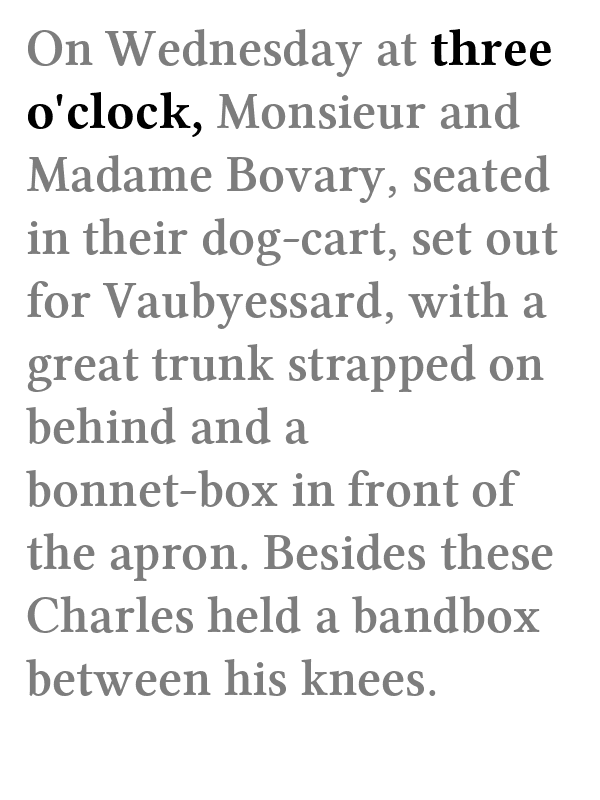 On Wednesday at three
o'clock, Monsieur and
Madame Bovary, seated
in their dog-cart, set out
for Vaubyessard, with a
great trunk strapped on
behind and a
bonnet-box in front of
the apron. Besides these
Charles held a bandbox
between his knees.